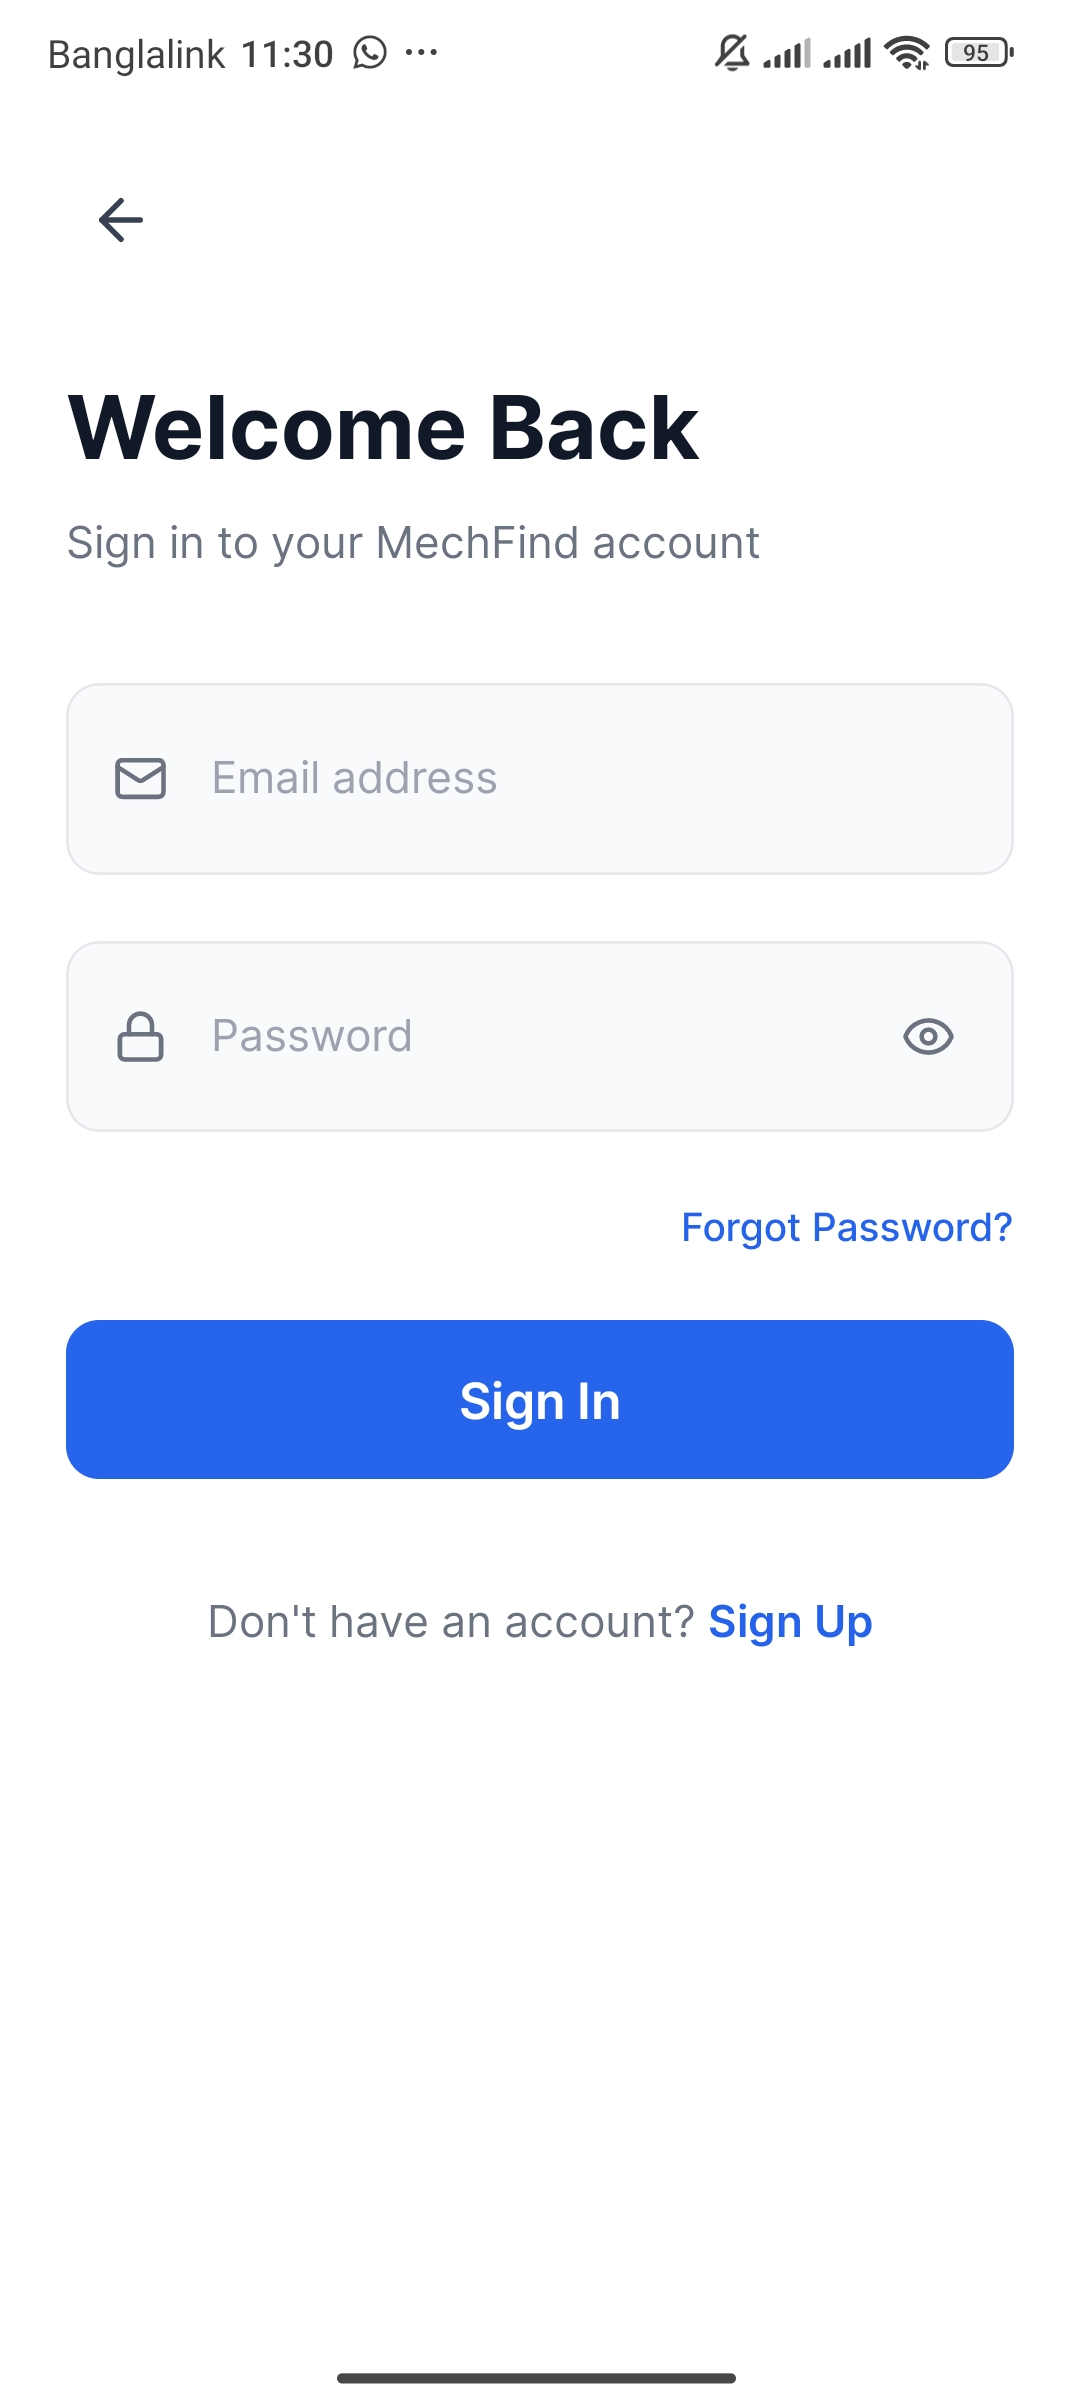 Banglalink 11:30
95
Welcome Back
Sign in to your MechFind account
Email address
Password
Forgot Password?
Sign In
Don't have an account? Sign Up